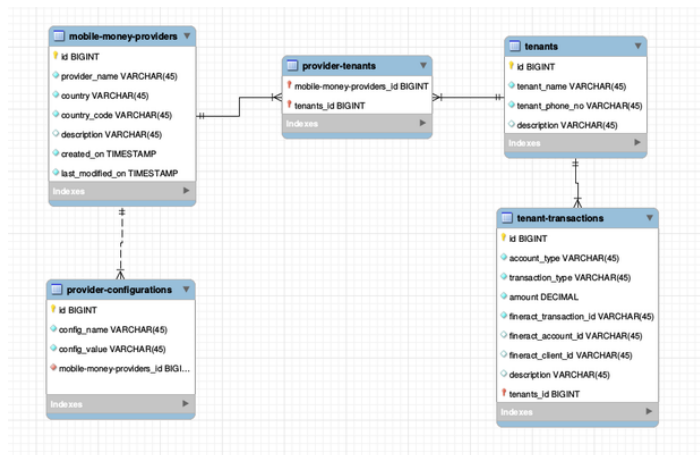 mobile-money-providers
id BIGINT
provider_name VARCHAR(45)
country VARCHAR(45)
country_code VARCHAR(45)
description VARCHAR(45)
created_on TIMESTAMP
last_modified_on TIMESTAMP
Indexes
provider-tenants
mobile-money-providers_id BIGINT
tenants_id BIGINT
Indexes
tenants
id BIGINT
tenant_name VARCHAR(45)
tenant_phone_no VARCHAR(45)
description VARCHAR(45)
Indexes
provider-configurations
id BIGINT
config_name VARCHAR(45)
config_value VARCHAR(45)
mobile-money-providers_id BIGI...
Indexes
tenant-transactions
id BIGINT
account_type VARCHAR(45)
transaction_type VARCHAR(45)
amount DECIMAL
fineract_transaction_id VARCHAR(45)
fineract_account_id VARCHAR(45)
fineract_client_id VARCHAR(45)
description VARCHAR(45)
tenants_id BIGINT
Indexes